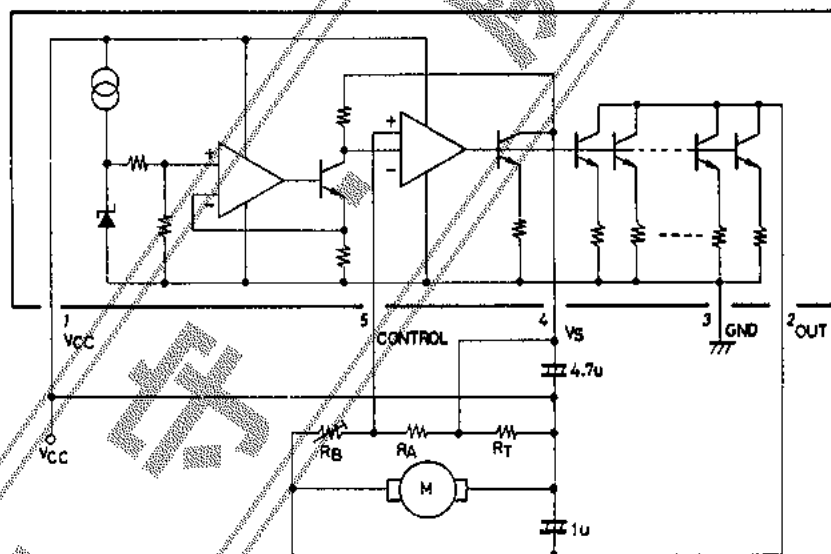 +
+
-
1
VCC
5
CONTROL
4
VS
3
GND
2
OUT
4.7u
VCC
RB
RA
RT
M
1u